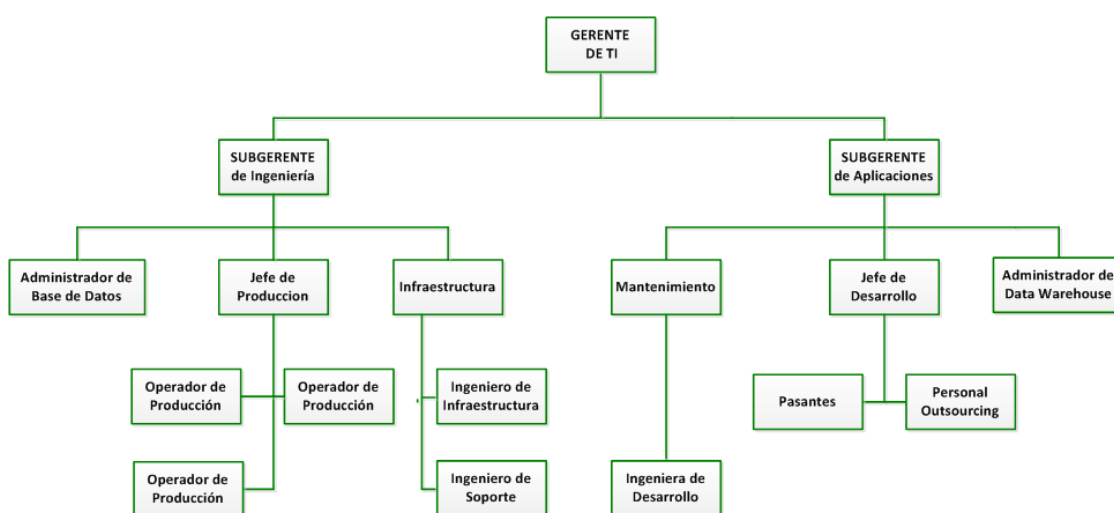 GERENTE
DE TI
SUBGERENTE
de Ingeniería
SUBGERENTE
de Aplicaciones
Administrador de
Base de Datos
Jefe de
Produccion
Infraestructura
Mantenimiento
Jefe de
Desarrollo
Administrador de
Data Warehouse
Operador de
Producción
Operador de
Producción
Ingeniero de
Infraestructura
Pasantes
Personal
Outsourcing
Operador de
Producción
Ingeniero de
Soporte
Ingeniera de
Desarrollo